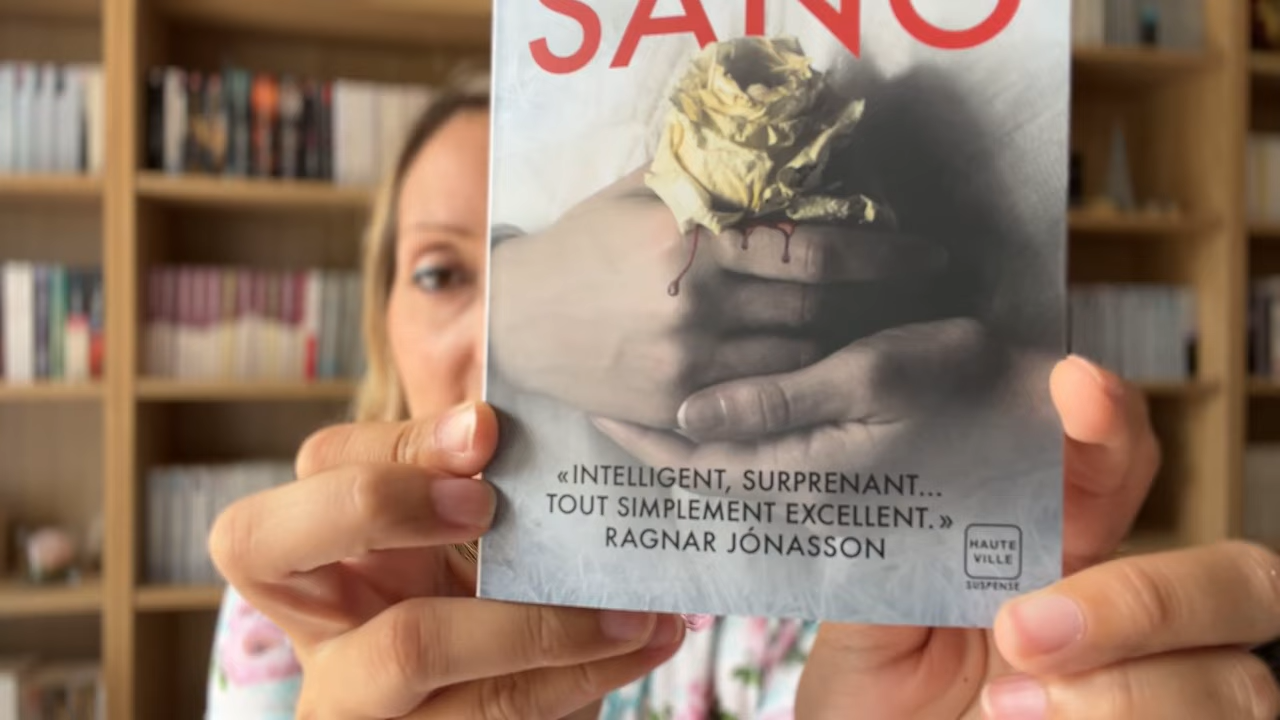 SANG
«INTELLIGENT, SURPRENANT...
TOUT SIMPLEMENT EXCELLENT.»
RAGNAR JÓNASSON
HAUTE
VILLE
SUSPENSE